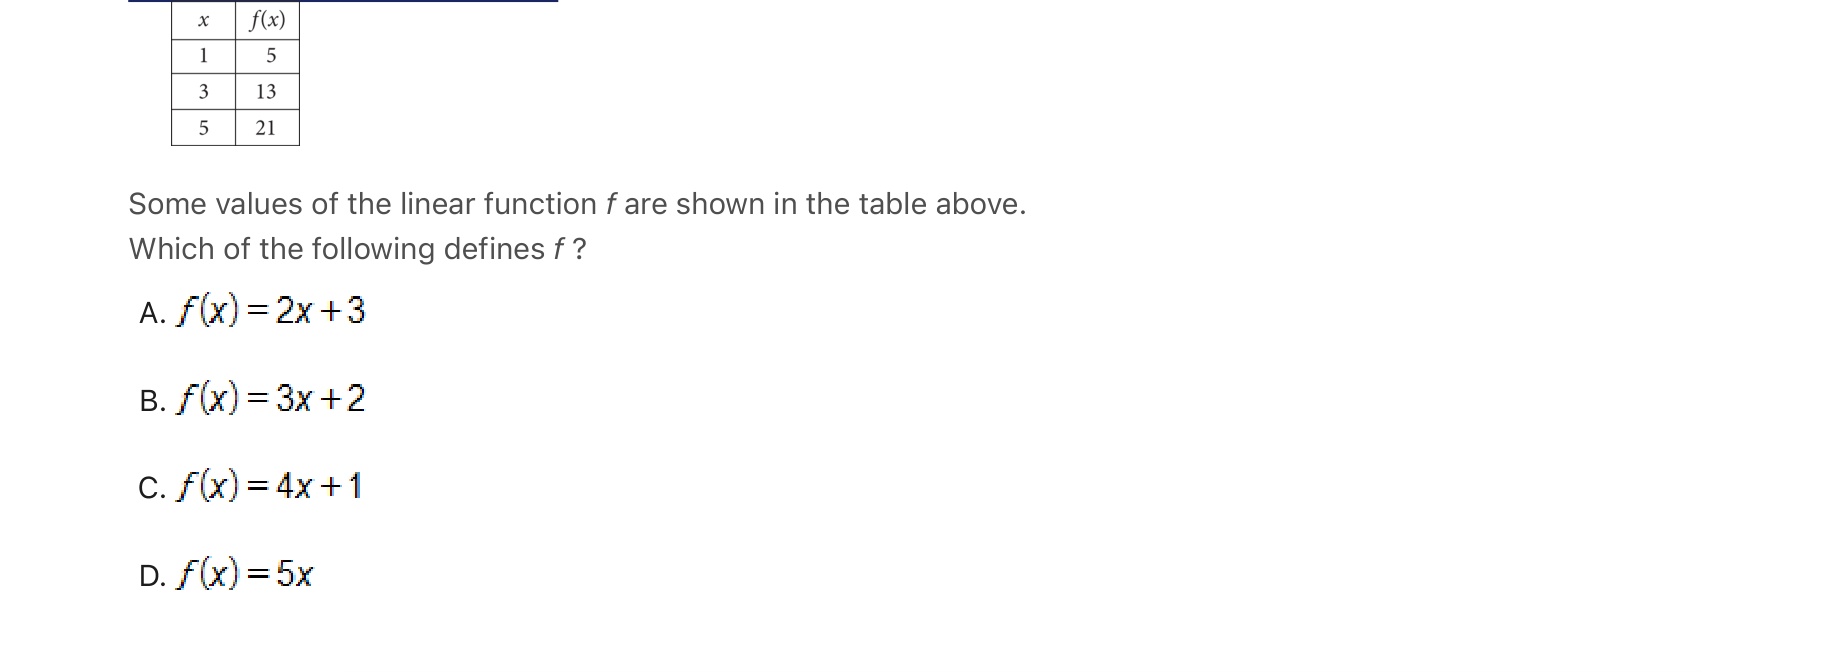 x f(x)
1 5
3 13
5 21
Some values of the linear function f are shown in the table above.
Which of the following defines f ?
A. f(x) = 2x + 3
B. f(x) = 3x + 2
C. f(x) = 4x + 1
D. f(x) = 5x